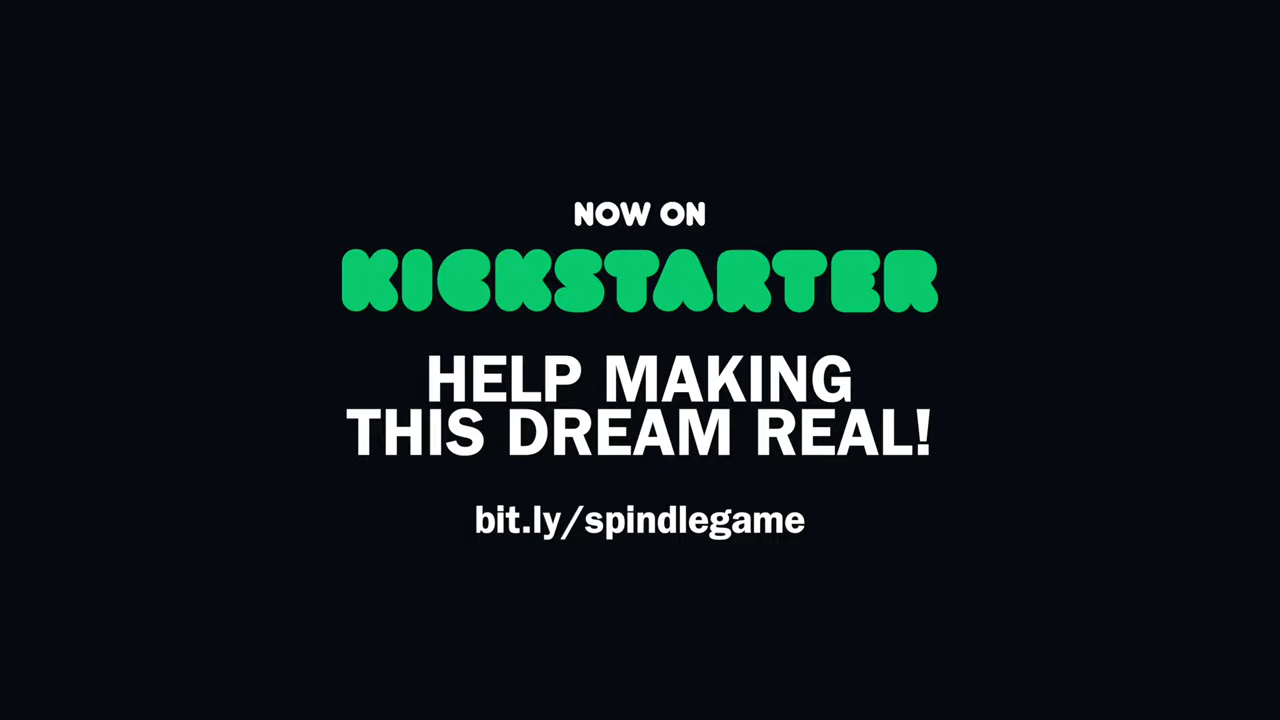 NOW ON
KICKSTARTER
HELP MAKING
THIS DREAM REAL!
bit.ly/spindlegame